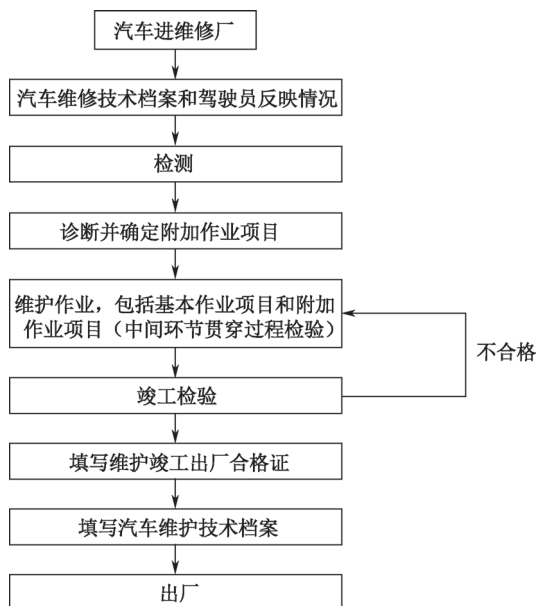 汽车进维修厂
汽车维修技术档案和驾驶员反映情况
检测
诊断并确定附加作业项目
维护作业，包括基本作业项目和附加
作业项目（中间环节贯穿过程检验）
不合格
竣工检验
填写维护竣工出厂合格证
填写汽车维护技术档案
出厂